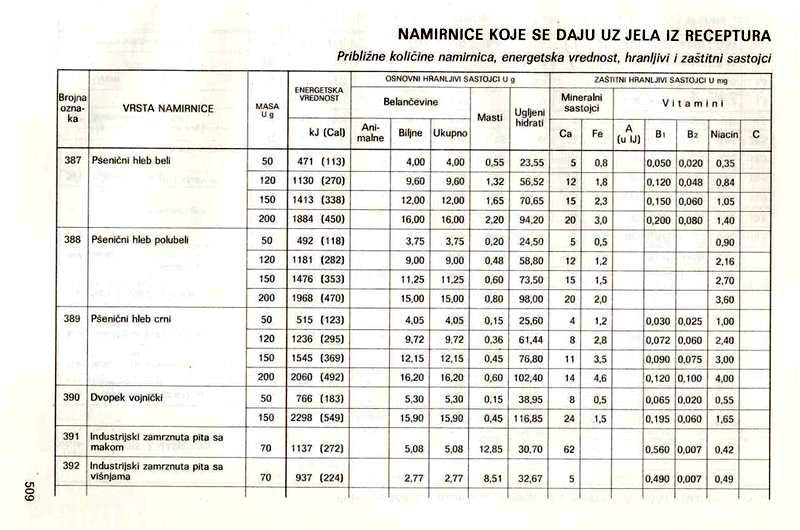 NAMIRNICE KOJE SE DAJU UZ JELA IZ RECEPTURA
Približne količine namirnica, energetska vrednost, hranljivi i zaštitni sastojci
Brojna oznaka VRSTA NAMIRNICE MASA U g ENERGETSKA VREDNOST OSNOVNI HRANLJIVI SASTOJCI U g ZAŠTITNI HRANLJIVI SASTOJCI U mg
Belančevine Masti Ugljeni hidrati Mineralni sastojci Vitamini
kJ (Cal) Animalne Biljne Ukupno Ca Fe A (u IJ) B1 B2 Niacin C
387 Pšenični hleb beli 50 471 (113) 4,00 4,00 0,55 23,55 5 0,8 0,050 0,020 0,35
120 1130 (270) 9,60 9,60 1,32 56,52 12 1,8 0,120 0,048 0,84
150 1413 (338) 12,00 12,00 1,65 70,65 15 2,3 0,150 0,060 1,05
200 1884 (450) 16,00 16,00 2,20 94,20 20 3,0 0,200 0,080 1,40
388 Pšenični hleb polubeli 50 492 (118) 3,75 3,75 0,20 24,50 5 0,5 0,90
120 1181 (282) 9,00 9,00 0,48 58,80 12 1,2 2,16
150 1476 (353) 11,25 11,25 0,60 73,50 15 1,5 2,70
200 1968 (470) 15,00 15,00 0,80 98,00 20 2,0 3,60
389 Pšenični hleb crni 50 515 (123) 4,05 4,05 0,15 25,60 4 1,2 0,030 0,025 1,00
120 1236 (295) 9,72 9,72 0,36 61,44 8 2,8 0,072 0,060 2,40
150 1545 (369) 12,15 12,15 0,45 76,80 11 3,5 0,090 0,075 3,00
200 2060 (492) 16,20 16,20 0,60 102,40 14 4,6 0,120 0,100 4,00
390 Dvopek vojnički 50 766 (183) 5,30 5,30 0,15 38,95 8 0,5 0,065 0,020 0,55
150 2298 (549) 15,90 15,90 0,45 116,85 24 1,5 0,195 0,060 1,65
391 Industrijski zamrznuta pita sa
makom 70 1137 (272) 5,08 5,08 12,85 30,70 62 0,560 0,007 0,42
392 Industrijski zamrznuta pita sa
višnjama 70 937 (224) 2,77 2,77 8,51 32,67 5 0,490 0,007 0,49
509